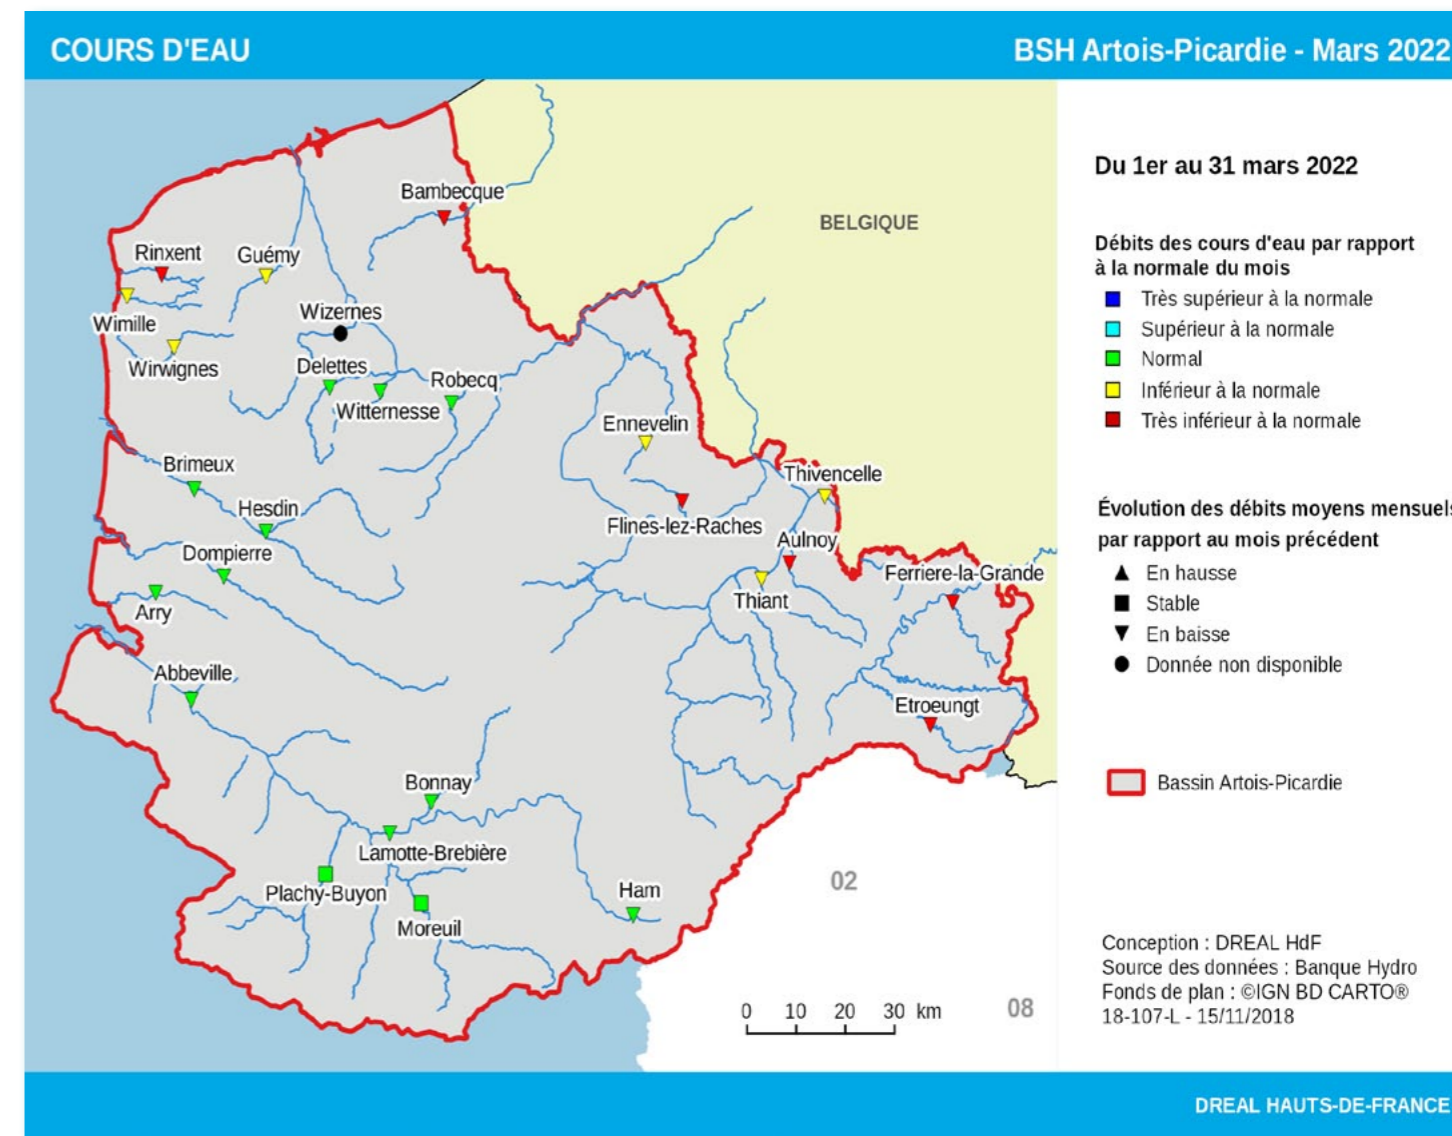 COURS D'EAU
BSH Artois-Picardie - Mars 2022
Du 1er au 31 mars 2022
Débits des cours d'eau par rapport
à la normale du mois
Très supérieur à la normale
Supérieur à la normale
Normal
Inférieur à la normale
Très inférieur à la normale
Évolution des débits moyens mensuels
par rapport au mois précédent
En hausse
Stable
En baisse
Donnée non disponible
Bassin Artois-Picardie
Conception : DREAL HdF
Source des données : Banque Hydro
Fonds de plan : ©IGN BD CARTO®
18-107-L - 15/11/2018
BELGIQUE
Bambecque
Rinxent
Guémy
Wizernes
Wimille
Wirwignes
Delettes
Robecq
Witternesse
Ennevelin
Brimeux
Thivencelle
Hesdin
Flines-lez-Raches
Aulnoy
Dompierre
Ferriere-la-Grande
Arry
Thiant
Abbeville
Etroeungt
Bonnay
Lamotte-Brebière
Plachy-Buyon
Ham
Moreuil
02
08
0 10 20 30 km
DREAL HAUTS-DE-FRANCE